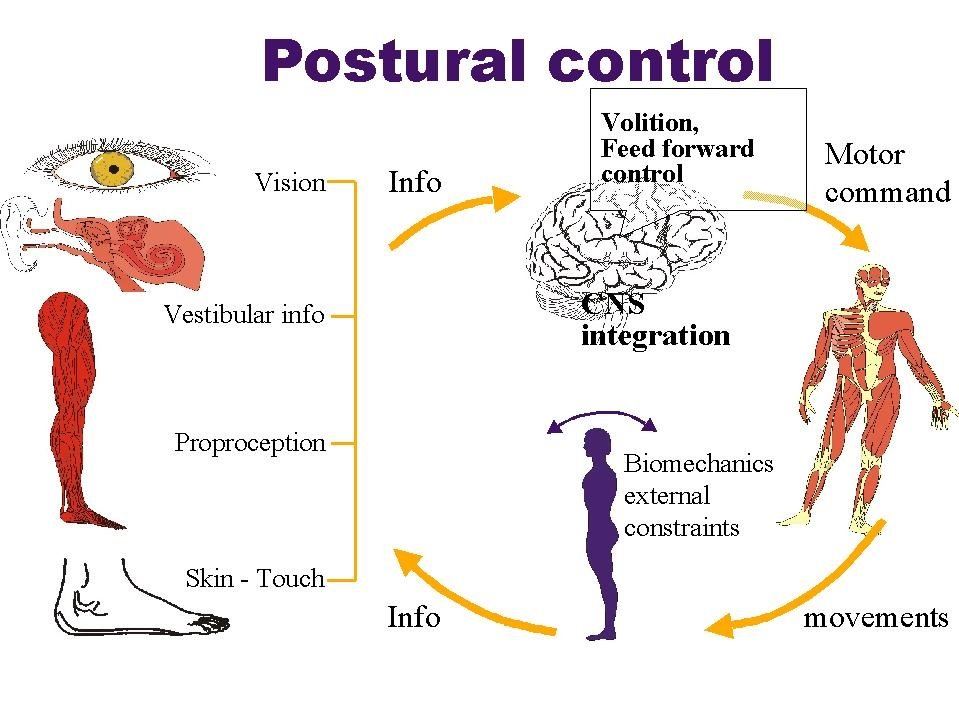 Postural control
Volition,
Feed forward
control
Motor
command
Vision
Info
CNS
integration
Vestibular info
Proproception
Biomechanics
external
constraints
Skin - Touch
Info
movements